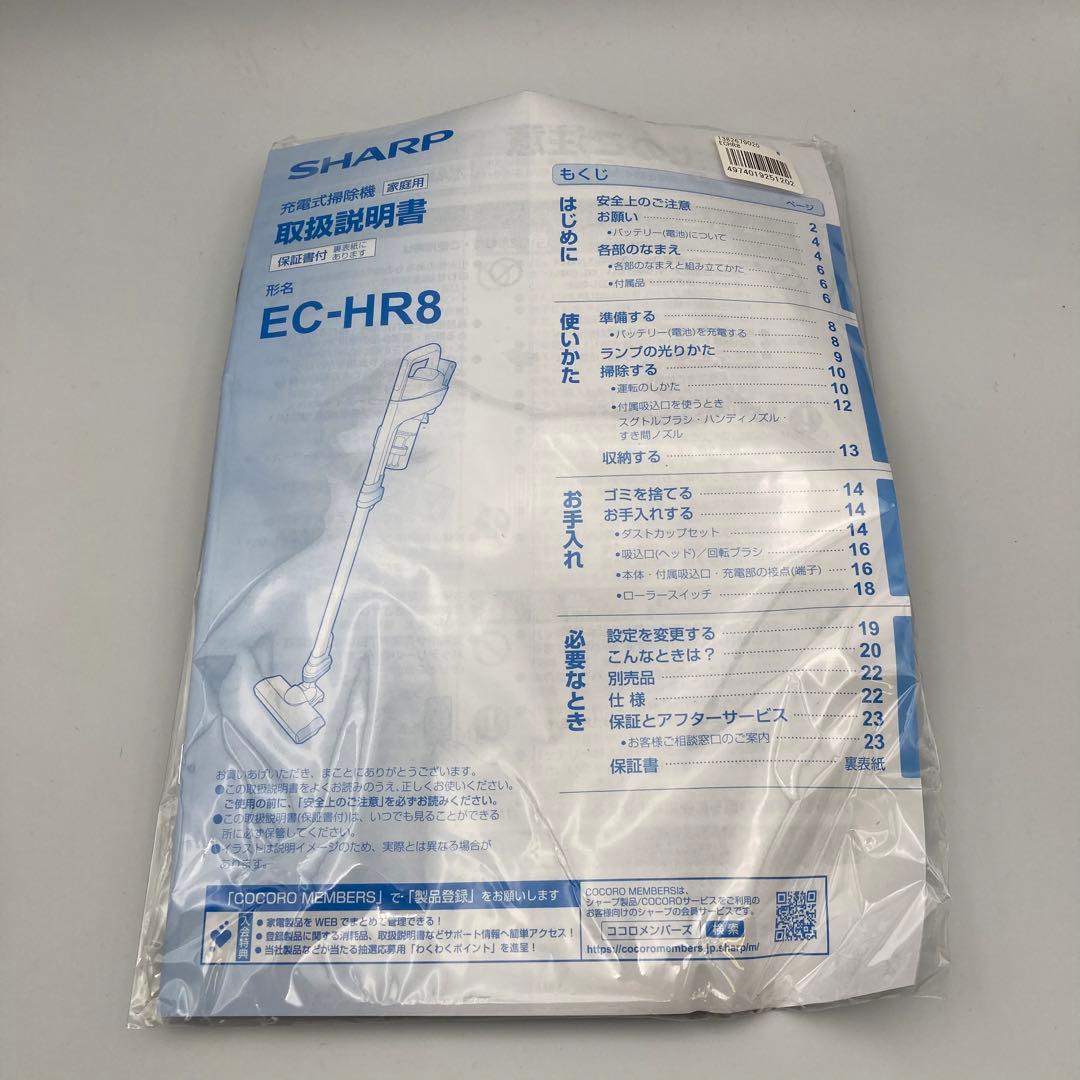 SHARP
充電式掃除機 家庭用
取扱説明書
保証書付 裏表紙に
あります
形名
EC-HR8
お買いあげいただき、まことにありがとうございます。
●この取扱説明書をよくお読みのうえ、正しくお使いください。
ご使用の前に、「安全上のご注意」を必ずお読みください。
●この取扱説明書(保証書付)は、いつでも見ることができる
所に必ず保管してください。
●イラストは説明イメージのため、実際とは異なる場合が
あります。
1382679020
ECHR8
4974019251202
もくじ
ページ
はじめに
安全上のご注意 2
お願い 4
•バッテリー(電池)について 4
各部のなまえ 6
•各部のなまえと組み立てかた 6
•付属品 6
使いかた
準備する 8
•バッテリー(電池)を充電する 8
ランプの光りかた 9
掃除する 10
•運転のしかた 10
•付属吸込口を使うとき 12
スグトルブラシ・ハンディノズル・
すき間ノズル
収納する 13
お手入れ
ゴミを捨てる 14
お手入れする 14
•ダストカップセット 14
•吸込口(ヘッド)/回転ブラシ 16
•本体・付属吸込口・充電部の接点(端子) 16
•ローラースイッチ 18
必要なとき
設定を変更する 19
こんなときは? 20
別売品 22
仕様 22
保証とアフターサービス 23
•お客様ご相談窓口のご案内 23
保証書 裏表紙
「COCORO MEMBERS」で・「製品登録」をお願いします
入会特典
●家電製品をWEBでまとめて管理できる!
●登録製品に関する消耗品、取扱説明書などサポート情報へ簡単アクセス!
●当社製品などが当たる抽選応募用「わくわくポイント」を進呈!
COCORO MEMBERSは、
シャープ製品/COCOROサービスをご利用の
お客様向けのシャープの会員サービスです。
ココロメンバーズ 検索
https://cocoromembers.jp.sharp/m/